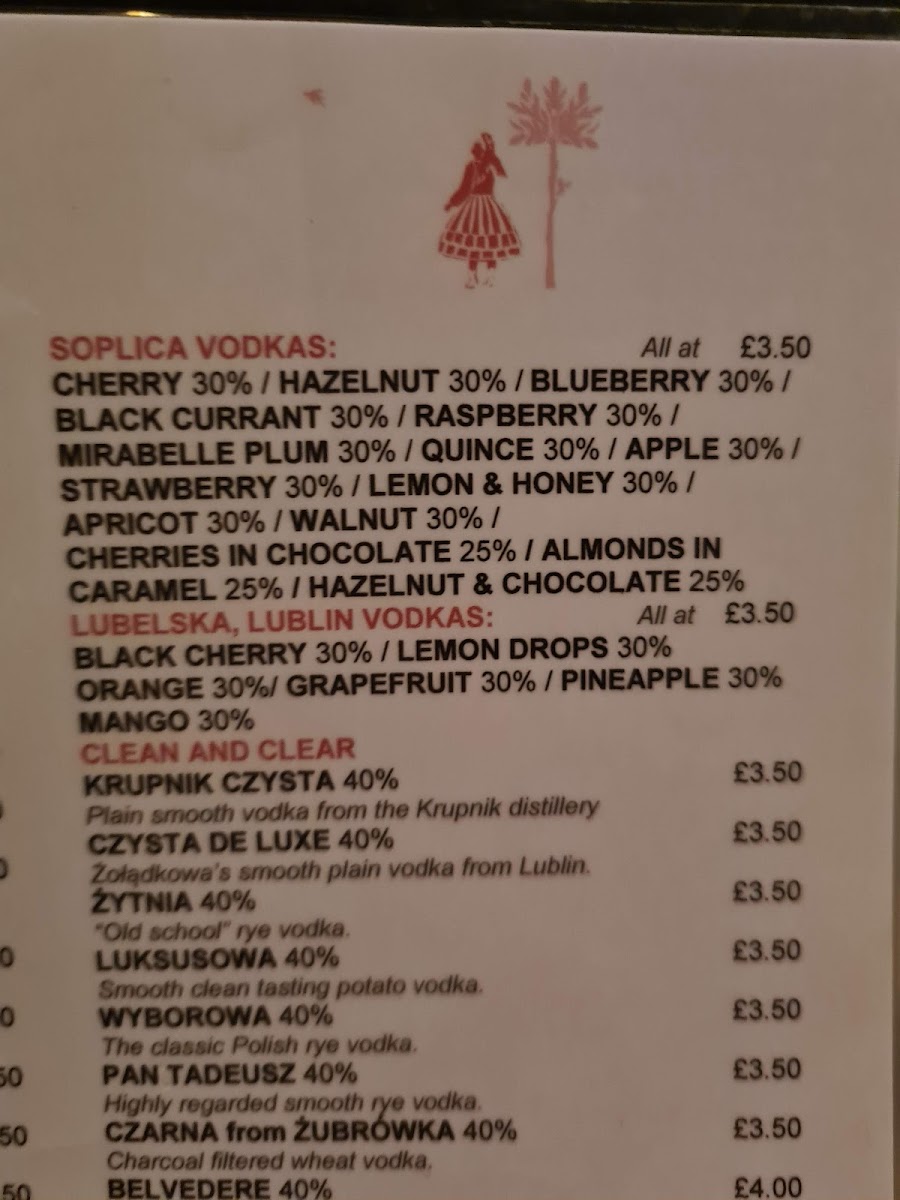 SOPLICA VODKAS: All at £3.50
CHERRY 30% / HAZELNUT 30% / BLUEBERRY 30% /
BLACK CURRANT 30% / RASPBERRY 30% /
MIRABELLE PLUM 30% / QUINCE 30% / APPLE 30% /
STRAWBERRY 30% / LEMON & HONEY 30% /
APRICOT 30% / WALNUT 30% /
CHERRIES IN CHOCOLATE 25% / ALMONDS IN
CARAMEL 25% / HAZELNUT & CHOCOLATE 25%
LUBELSKA, LUBLIN VODKAS: All at £3.50
BLACK CHERRY 30% / LEMON DROPS 30%
ORANGE 30%/ GRAPEFRUIT 30% / PINEAPPLE 30%
MANGO 30%
CLEAN AND CLEAR
KRUPNIK CZYSTA 40% £3.50
Plain smooth vodka from the Krupnik distillery
CZYSTA DE LUXE 40% £3.50
Żołądkowa's smooth plain vodka from Lublin.
ŻYTNIA 40% £3.50
"Old school" rye vodka.
LUKSUSOWA 40% £3.50
Smooth clean tasting potato vodka.
WYBOROWA 40% £3.50
The classic Polish rye vodka.
PAN TADEUSZ 40% £3.50
Highly regarded smooth rye vodka.
CZARNA from ŻUBRÓWKA 40% £3.50
Charcoal filtered wheat vodka.
BELVEDERE 40% £4.00